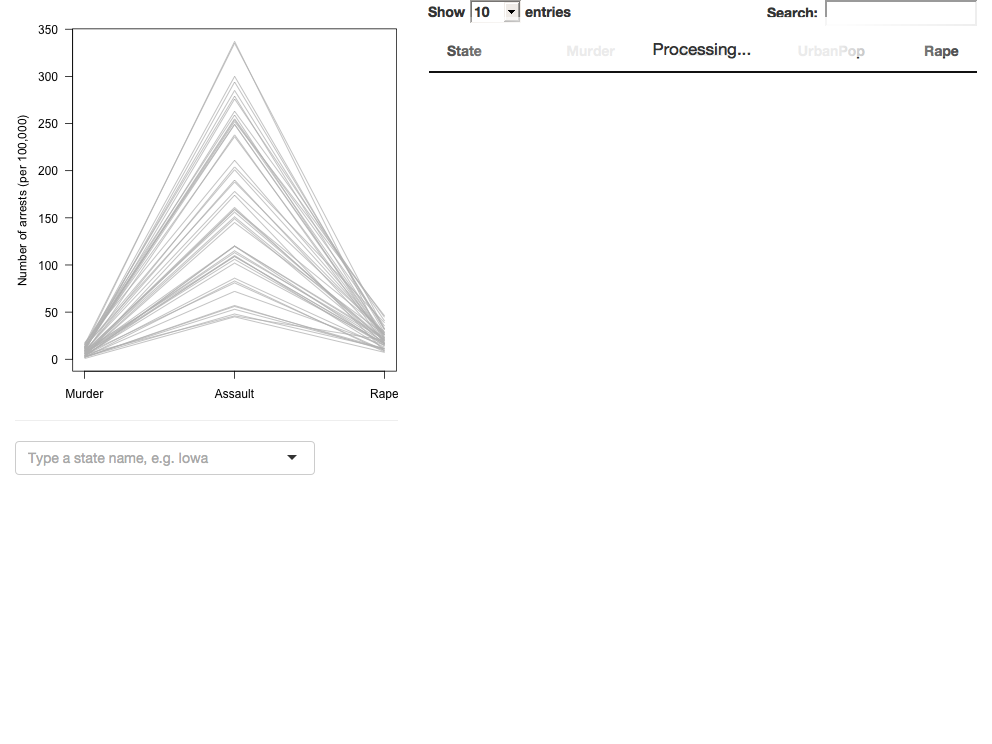 Show 10 entries
Search:
State Murder Processing... UrbanPop Rape
350
300
250
200
150
100
50
0
Number of arrests (per 100,000)
Murder Assault Rape
Type a state name, e.g. Iowa